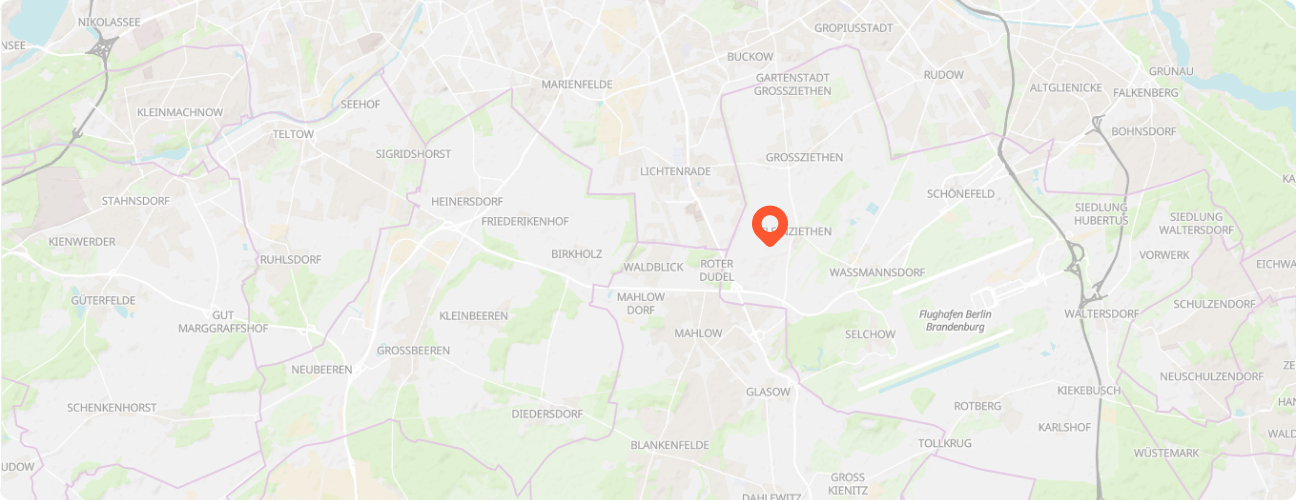 NIKOLASSEE
GROPIUSSTADT
NSEE
BUCKOW
GRÜNAU
MARIENFELDE
GARTENSTADT
GROSSZIETHEN
RUDOW
ALTGLIENICKE
FALKENBERG
SEEHOF
KLEINMACHNOW
TELTOW
BOHNSDORF
SIGRIDSHORST
GROSSZIETHEN
LICHTENRADE
KA
SCHÖNEFELD
STAHNSDORF
HEINERSDORF
FRIEDERIKENHOF
SIEDLUNG
HUBERTUS
SIEDLUNG
WALTERSDORF
ZIETHEN
KIENWERDER
BIRKHOLZ
VORWERK
RUHLSDORF
WALDBLICK
ROTER
DUDEL
WASSMANNSDORF
EICHWA
GÜTERFELDE
MAHLOW
DORF
SCHULZENDORF
GUT
MARGGRAFFSHOF
KLEINBEEREN
Flughafen Berlin
Brandenburg
WALTERSDORF
MAHLOW
SELCHOW
GROSSBEEREN
NEUBEEREN
ZE
NEUSCHULZENDORF
GLASOW
KIEKEBUSCH
HAN
SCHENKENHORST
DIEDERSDORF
ROTBERG
KARLSHOF
WALD
BLANKENFELDE
TOLLKRUG
WÜSTEMARK
UDOW
GROSS
KIENITZ
DAHLEWITZ